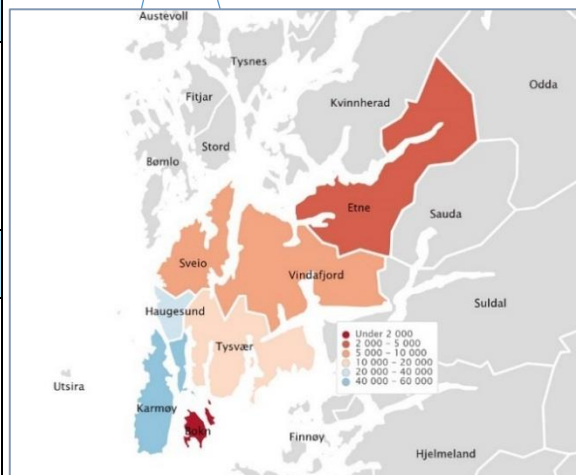 Austevoll
Tysnes
Odda
Fitjar
Kvinnherad
Stord
Bømlo
Etne
Sauda
Sveio
Vindafjord
Suldal
Haugesund
Under 2 000
2 000 - 5 000
5 000 - 10 000
10 000 - 20 000
20 000 - 40 000
40 000 - 60 000
Tysvær
Utsira
Karmøy
Bokn
Finnøy
Hjelmeland